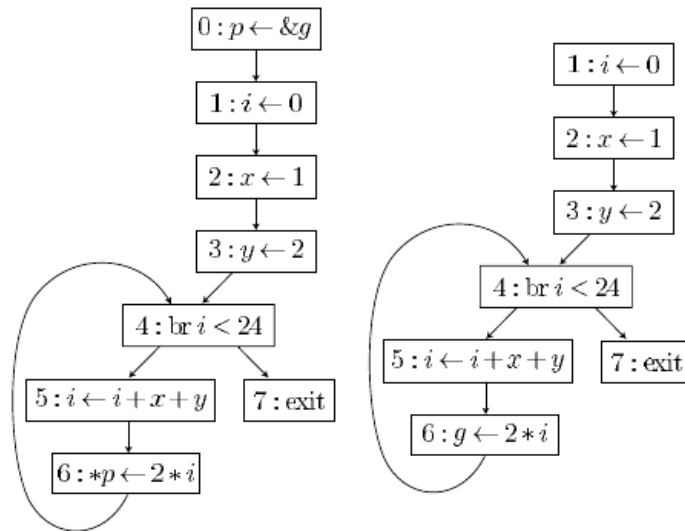 0 : p ← &g
1 : i ← 0
2 : x ← 1
3 : y ← 2
4 : br i < 24
5 : i ← i + x + y
7 : exit
6 : *p ← 2 * i
1 : i ← 0
2 : x ← 1
3 : y ← 2
4 : br i < 24
5 : i ← i + x + y
7 : exit
6 : g ← 2 * i